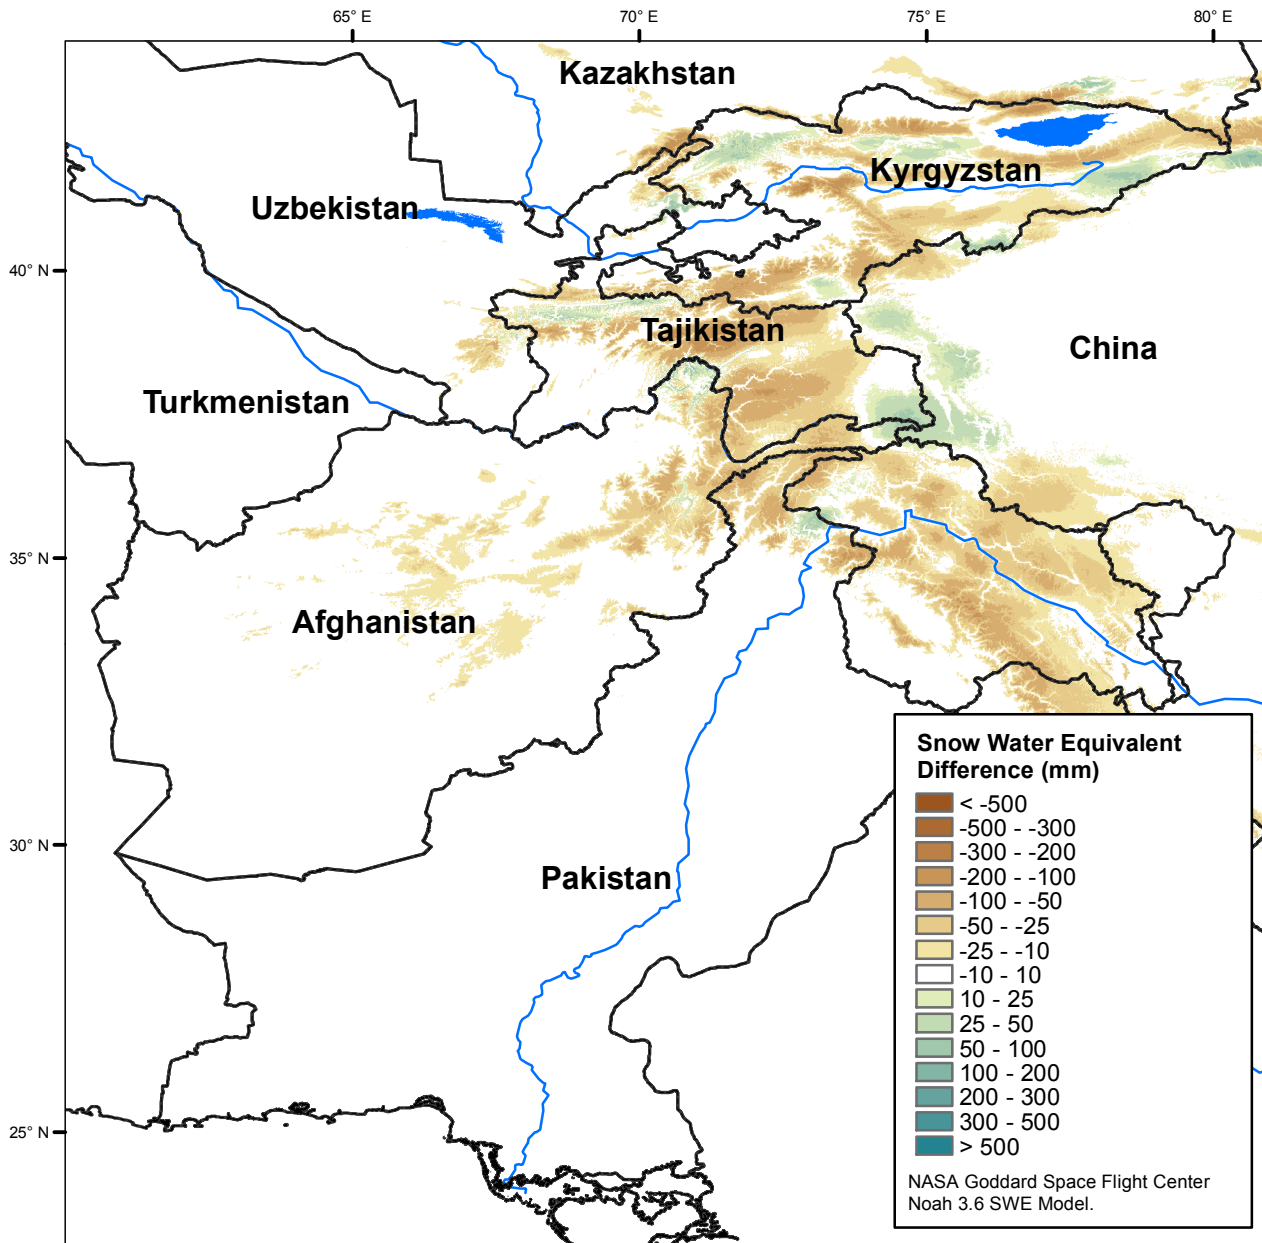 65° E
70° E
75° E
80° E
Kazakhstan
Kyrgyzstan
Uzbekistan
40° N
Tajikistan
China
Turkmenistan
35° N
Afghanistan
Snow Water Equivalent
Difference (mm)
< -500
-500 - -300
-300 - -200
-200 - -100
-100 - -50
-50 - -25
-25 - -10
-10 - 10
10 - 25
25 - 50
50 - 100
100 - 200
200 - 300
300 - 500
> 500
NASA Goddard Space Flight Center
Noah 3.6 SWE Model.
30° N
Pakistan
25° N